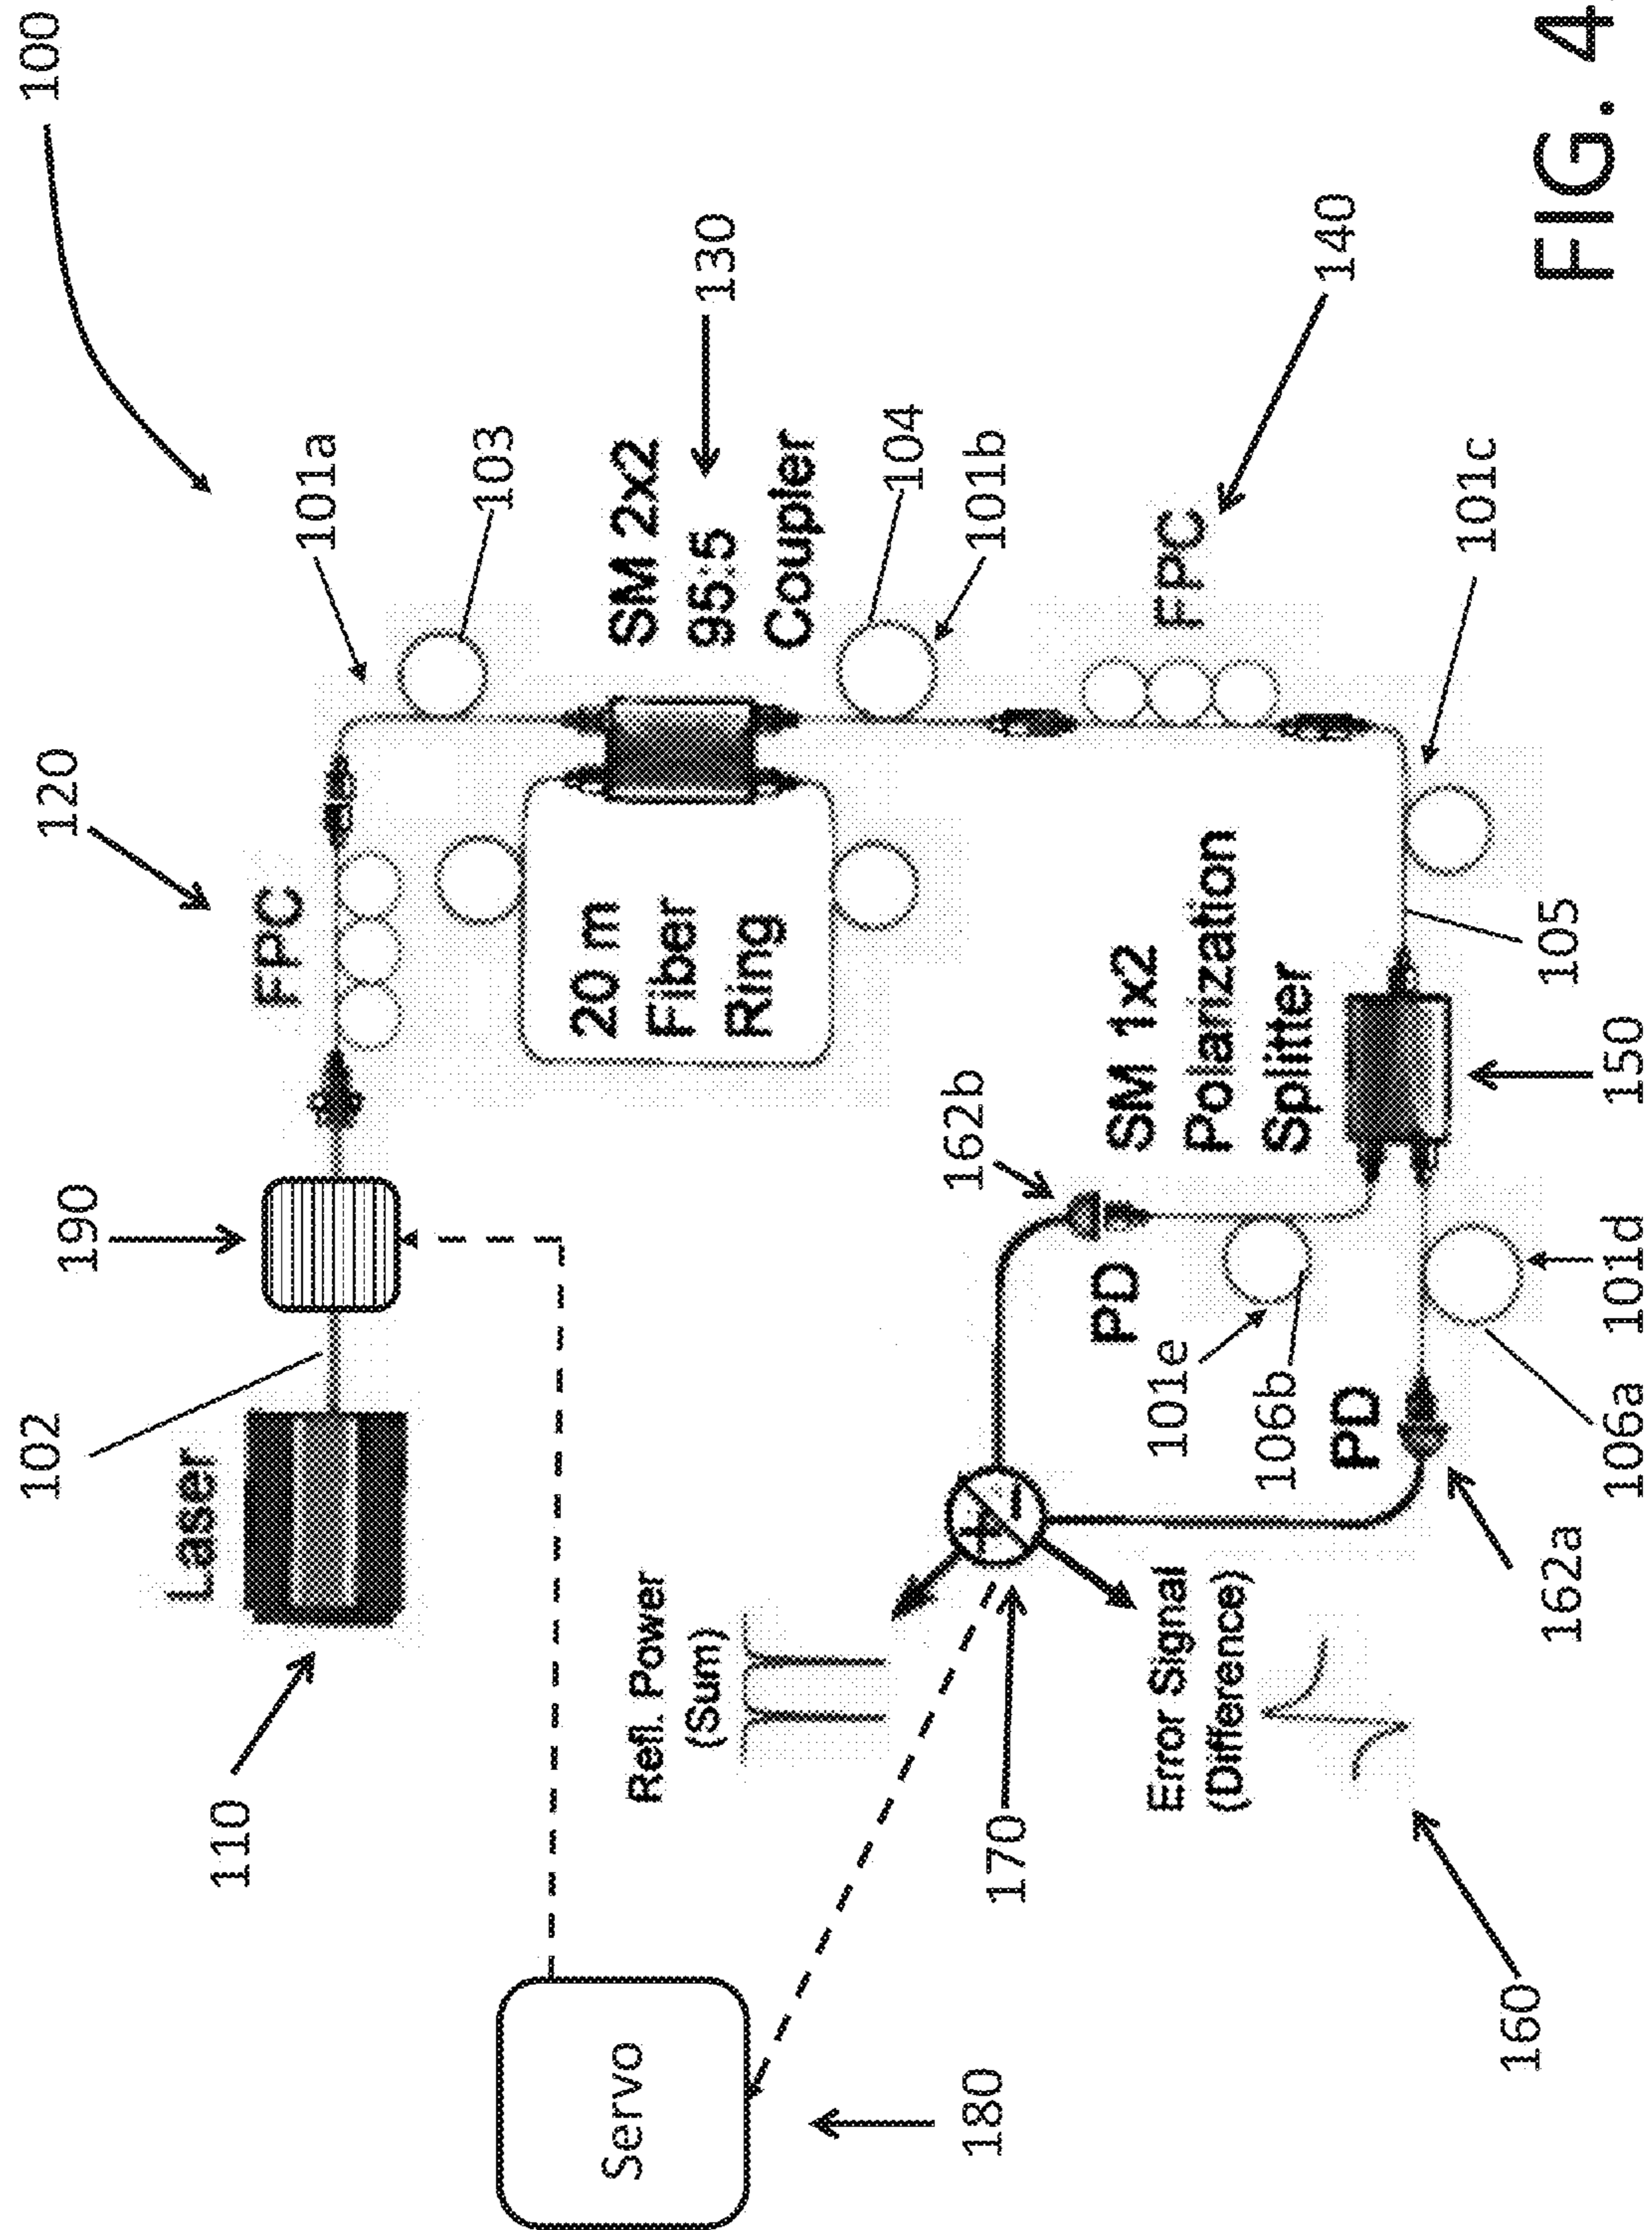 100
101a
103
120
FPC
190
102
Laser
110
SM 2x2
95:5
Coupler
130
20 m
Fiber
Ring
104
101b
FPC
140
101c
105
SM 1x2
Polarization
Splitter
150
162b
PD
101e
106b
101d
106a
PD
162a
+
-
Refl. Power
(Sum)
170
Error Signal
(Difference)
160
Servo
180
FIG. 4